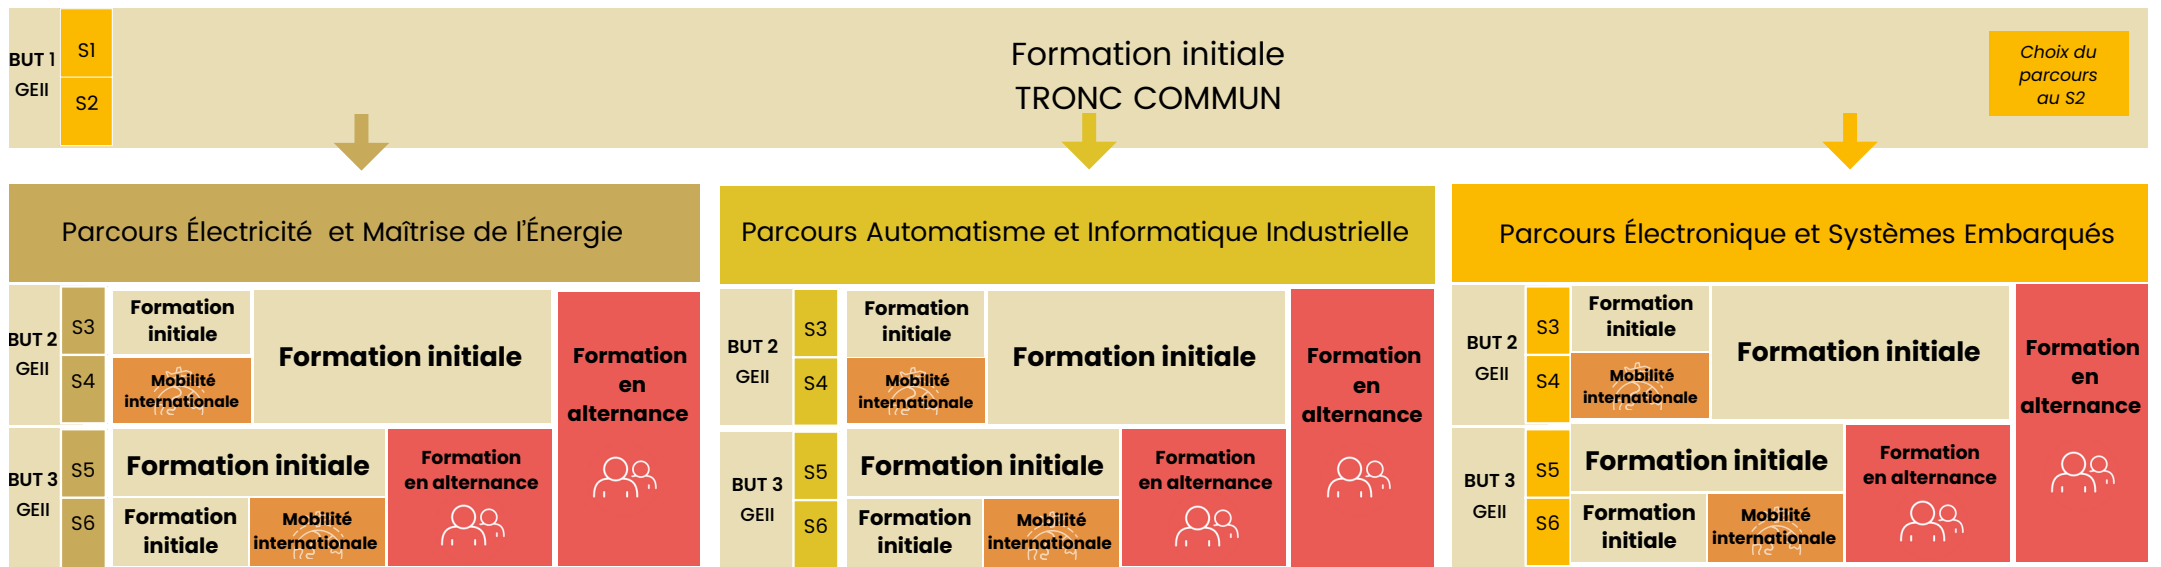 BUT 1
GEII
S1
S2
Formation initiale
TRONC COMMUN
Choix du
parcours
au S2
Parcours Électricité et Maîtrise de l’Énergie
BUT 2
GEII
S3
S4
Formation
initiale
Mobilité
internationale
Formation initiale
Formation
en
alternance
BUT 3
GEII
S5
S6
Formation initiale
Formation
initiale
Mobilité
internationale
Formation
en alternance
Parcours Automatisme et Informatique Industrielle
BUT 2
GEII
S3
S4
Formation
initiale
Mobilité
internationale
Formation initiale
Formation
en
alternance
BUT 3
GEII
S5
S6
Formation initiale
Formation
initiale
Mobilité
internationale
Formation
en alternance
Parcours Électronique et Systèmes Embarqués
BUT 2
GEII
S3
S4
Formation
initiale
Mobilité
internationale
Formation initiale
Formation
en
alternance
BUT 3
GEII
S5
S6
Formation initiale
Formation
initiale
Mobilité
internationale
Formation
en alternance